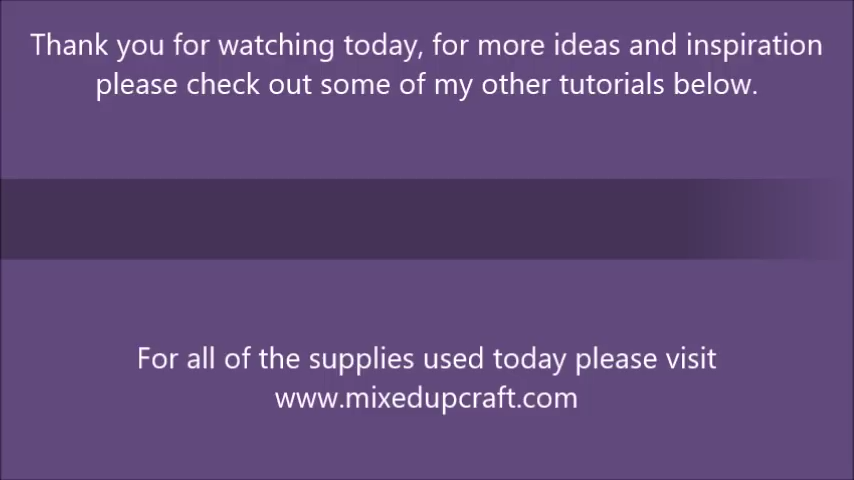 Thank you for watching today, for more ideas and inspiration
please check out some of my other tutorials below.
For all of the supplies used today please visit
www.mixedupcraft.com